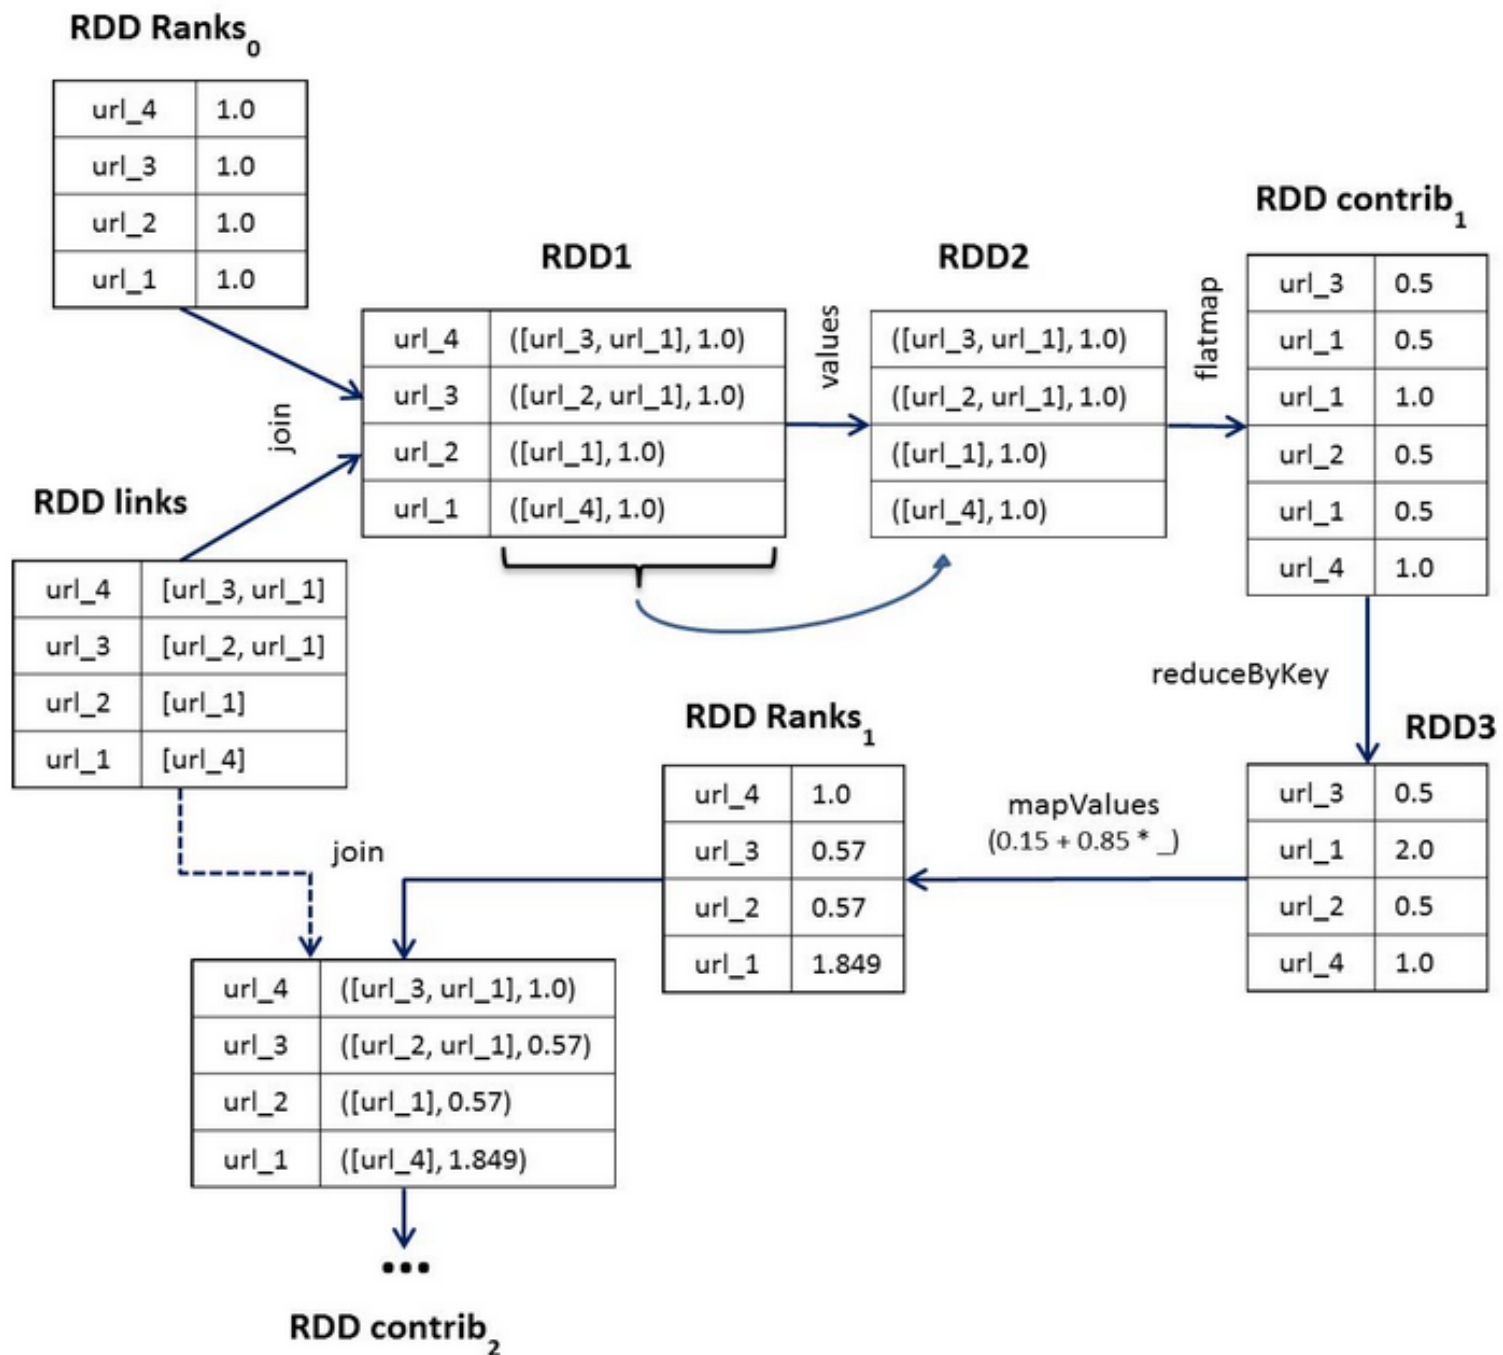 RDD Ranks0
url_4 1.0
url_3 1.0
url_2 1.0
url_1 1.0
join
RDD links
url_4 [url_3, url_1]
url_3 [url_2, url_1]
url_2 [url_1]
url_1 [url_4]
RDD1
url_4 ([url_3, url_1], 1.0)
url_3 ([url_2, url_1], 1.0)
url_2 ([url_1], 1.0)
url_1 ([url_4], 1.0)
values
RDD2
([url_3, url_1], 1.0)
([url_2, url_1], 1.0)
([url_1], 1.0)
([url_4], 1.0)
flatmap
RDD contrib1
url_3 0.5
url_1 0.5
url_1 1.0
url_2 0.5
url_1 0.5
url_4 1.0
reduceByKey
RDD3
url_3 0.5
url_1 2.0
url_2 0.5
url_4 1.0
mapValues
(0.15 + 0.85 * _)
RDD Ranks1
url_4 1.0
url_3 0.57
url_2 0.57
url_1 1.849
join
url_4 ([url_3, url_1], 1.0)
url_3 ([url_2, url_1], 0.57)
url_2 ([url_1], 0.57)
url_1 ([url_4], 1.849)
...
RDD contrib2